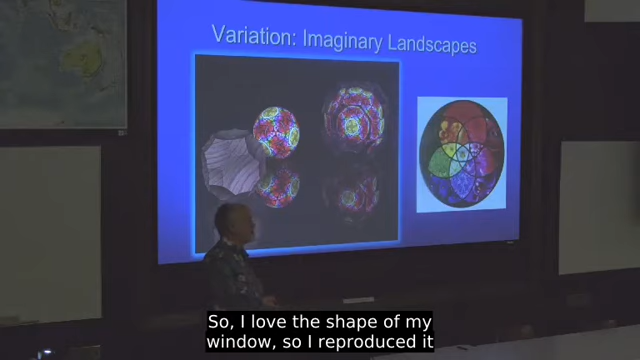 Variation: Imaginary Landscapes
So, I love the shape of my
window, so I reproduced it